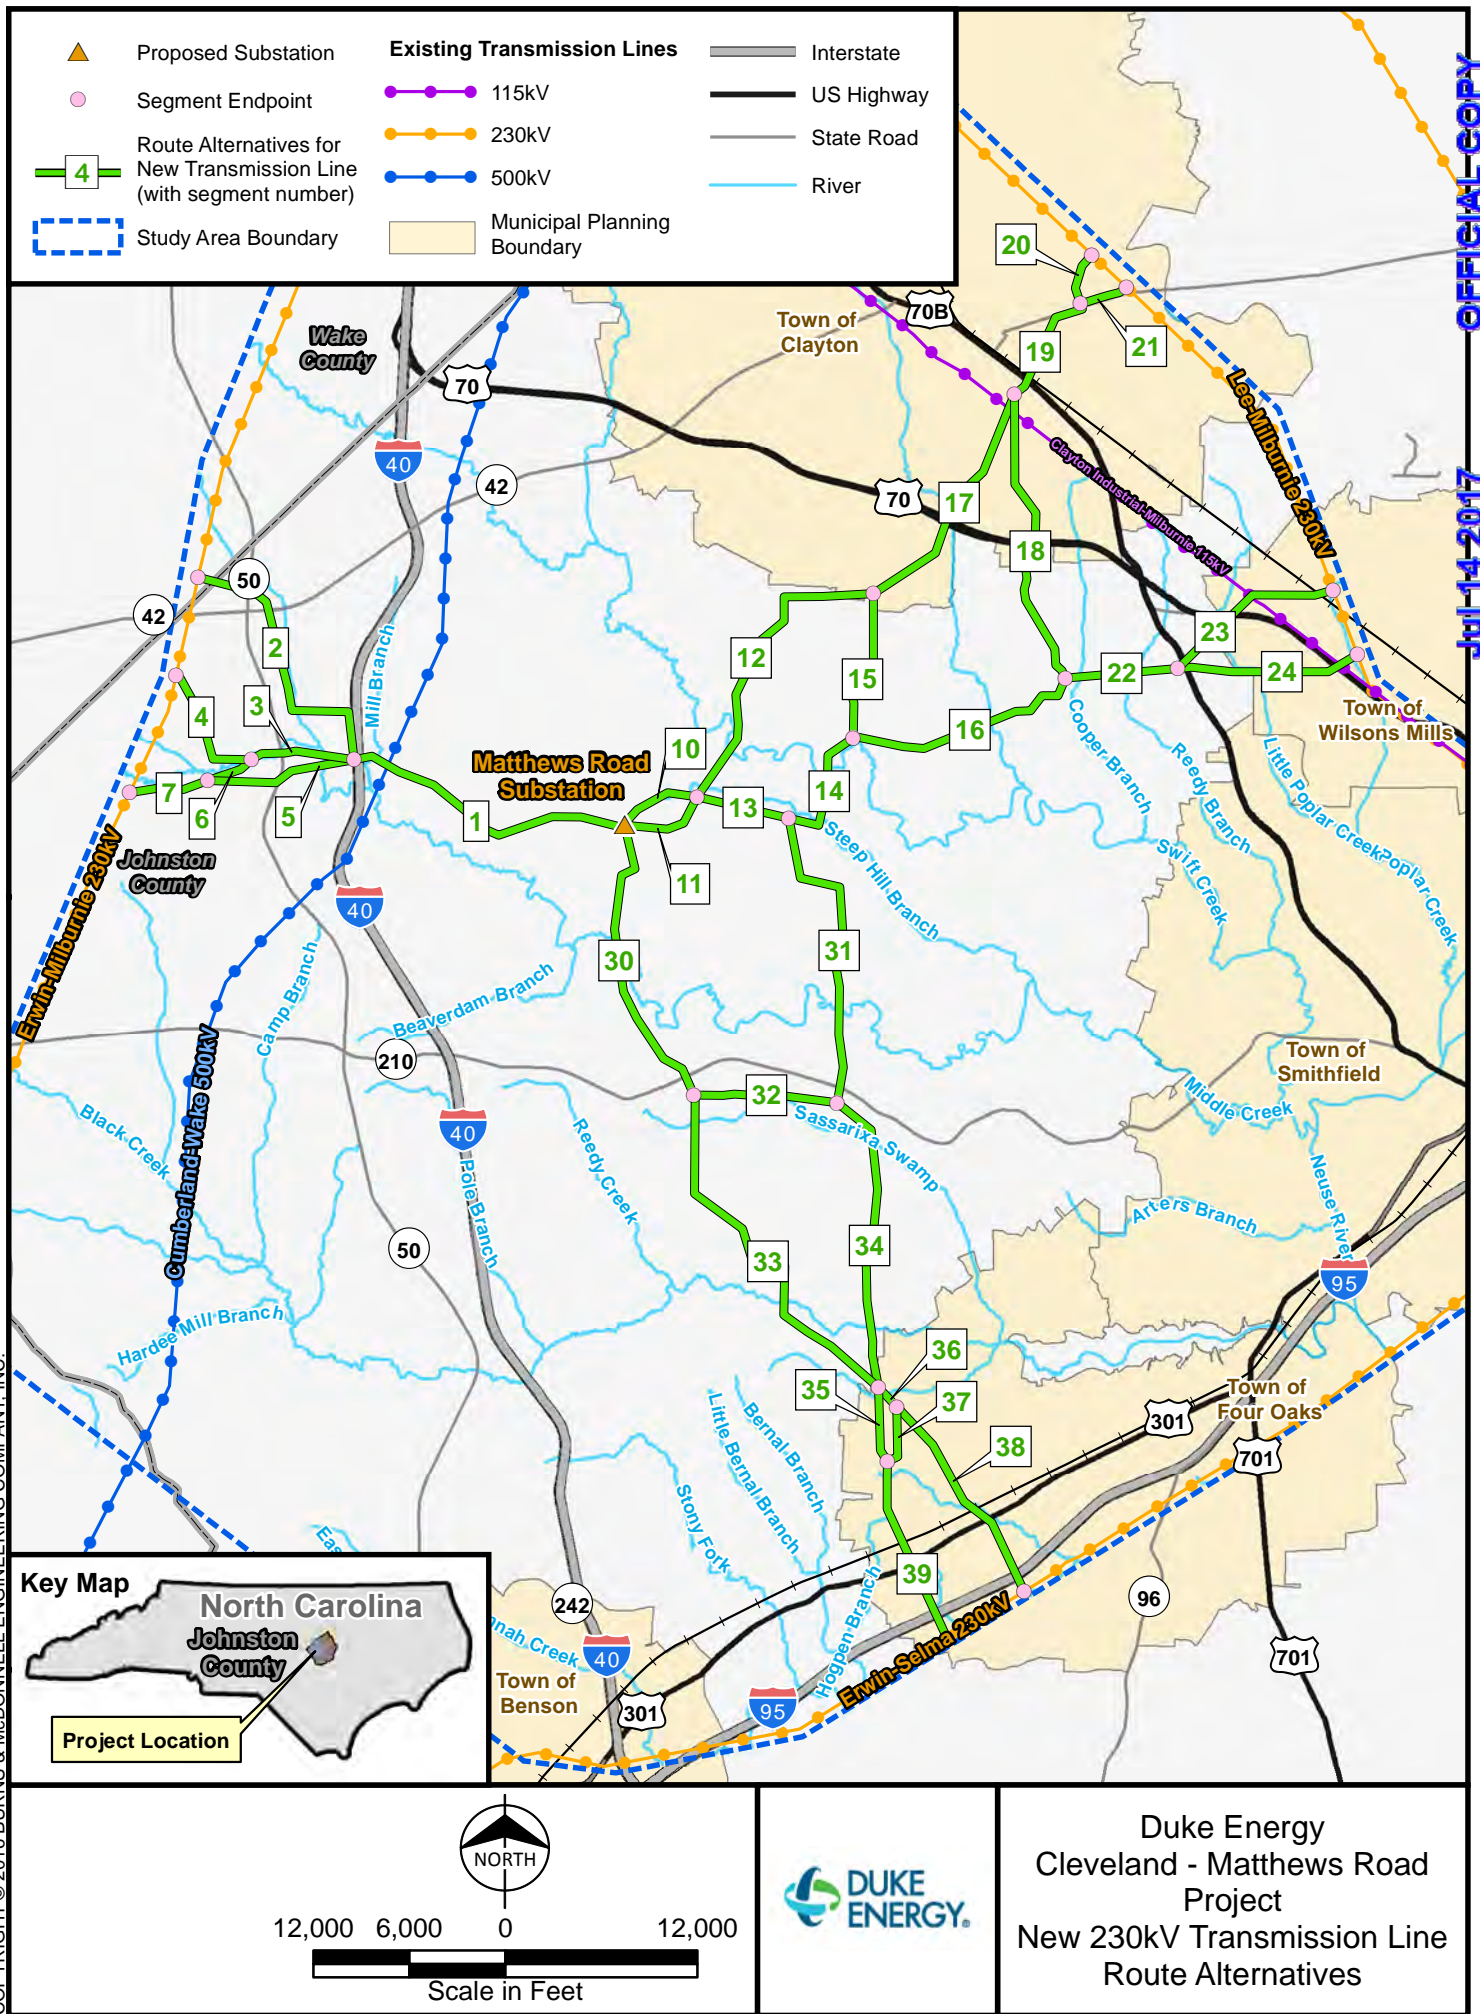 Proposed Substation
Segment Endpoint
4
Route Alternatives for
New Transmission Line
(with segment number)
Study Area Boundary
Existing Transmission Lines
115kV
230kV
500kV
Municipal Planning
Boundary
Interstate
US Highway
State Road
River
OFFICIAL COPY
Jul 14 2017
20
21
19
70B
Town of
Clayton
Wake
County
70
40
42
70
17
18
Clayton Industrial-Milburnie 115kV
Lee-Milburnie 230kV
50
42
2
Mill Branch
12
15
23
22
24
4
3
16
10
Matthews Road
Substation
Town of
Wilsons Mills
Cooper Branch
Reedy Branch
Little Poplar Creek
Poplar Creek
7
6
5
1
13
14
11
Steep Hill Branch
Swift Creek
Johnston
County
Erwin-Milburnie 230kV
40
30
31
Camp Branch
Beaverdam Branch
210
Cumberland-Wake 500kV
Town of
Smithfield
Middle Creek
32
Sassarixa Swamp
Black Creek
40
Reedy Creek
Pole Branch
Neuse River
Arters Branch
50
33
34
95
Hardee Mill Branch
36
35
37
Town of
Four Oaks
301
701
38
Little Bernal Branch
Bernal Branch
Stony Fork
Eas
39
Hogpen Branch
242
96
nnah Creek
40
Erwin-Selma 230kV
Town of
Benson
301
95
701
Key Map
North Carolina
Johnston
County
Project Location
NORTH
12,000 6,000 0 12,000
Scale in Feet
DUKE
ENERGY.
Duke Energy
Cleveland - Matthews Road
Project
New 230kV Transmission Line
Route Alternatives